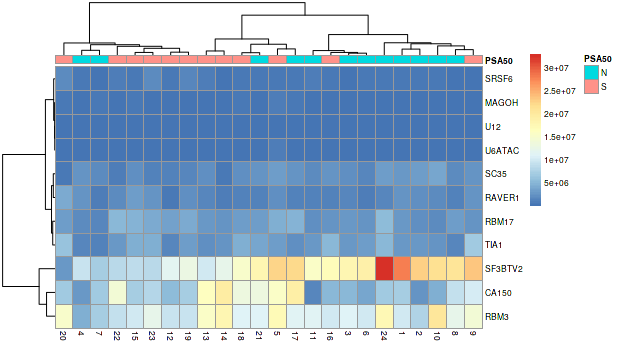 PSA50
SRSF6
MAGOH
U12
U6ATAC
SC35
RAVER1
RBM17
TIA1
SF3BTV2
CA150
RBM3
20 4 7 22 15 23 12 19 13 14 18 21 5 17 11 16 3 6 24 1 2 10 8 9
3e+07
2.5e+07
2e+07
1.5e+07
1e+07
5e+06
PSA50
N
S